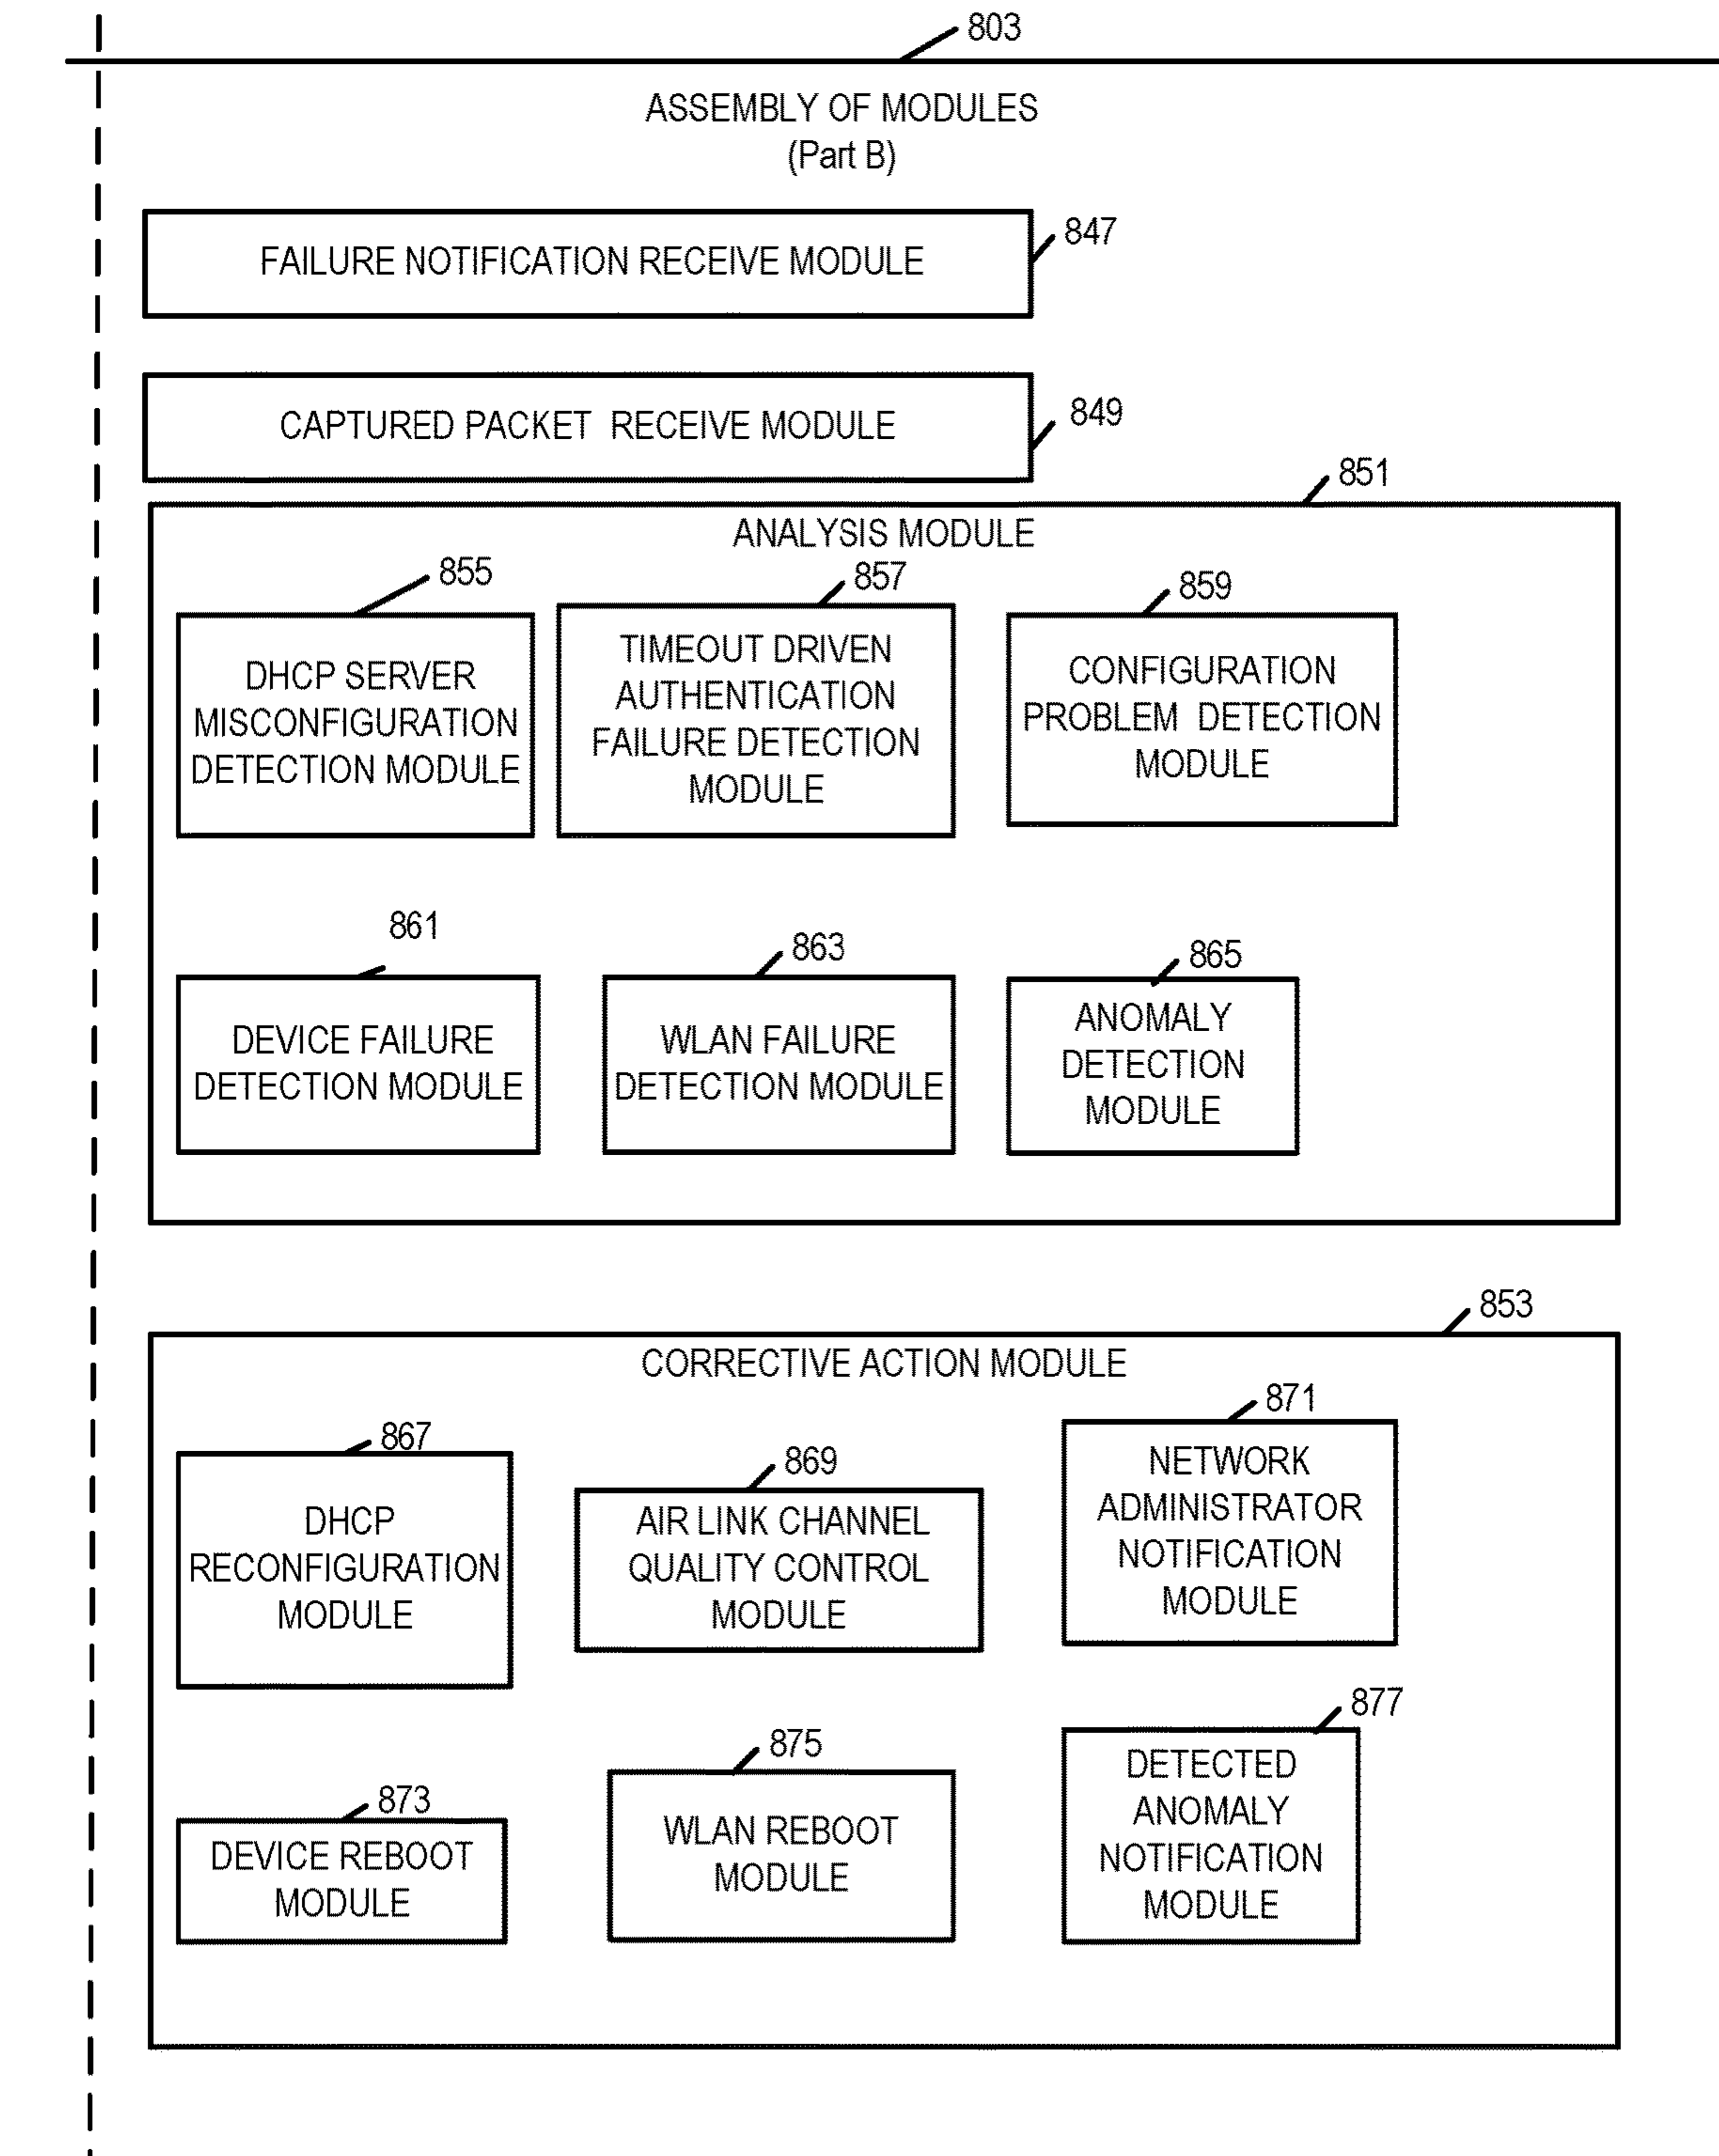 803
ASSEMBLY OF MODULES
(Part B)
FAILURE NOTIFICATION RECEIVE MODULE
847
CAPTURED PACKET RECEIVE MODULE
849
851
ANALYSIS MODULE
855
DHCP SERVER
MISCONFIGURATION
DETECTION MODULE
857
TIMEOUT DRIVEN
AUTHENTICATION
FAILURE DETECTION
MODULE
859
CONFIGURATION
PROBLEM DETECTION
MODULE
861
DEVICE FAILURE
DETECTION MODULE
863
WLAN FAILURE
DETECTION MODULE
865
ANOMALY
DETECTION
MODULE
853
CORRECTIVE ACTION MODULE
867
DHCP
RECONFIGURATION
MODULE
869
AIR LINK CHANNEL
QUALITY CONTROL
MODULE
871
NETWORK
ADMINISTRATOR
NOTIFICATION
MODULE
873
DEVICE REBOOT
MODULE
875
WLAN REBOOT
MODULE
877
DETECTED
ANOMALY
NOTIFICATION
MODULE